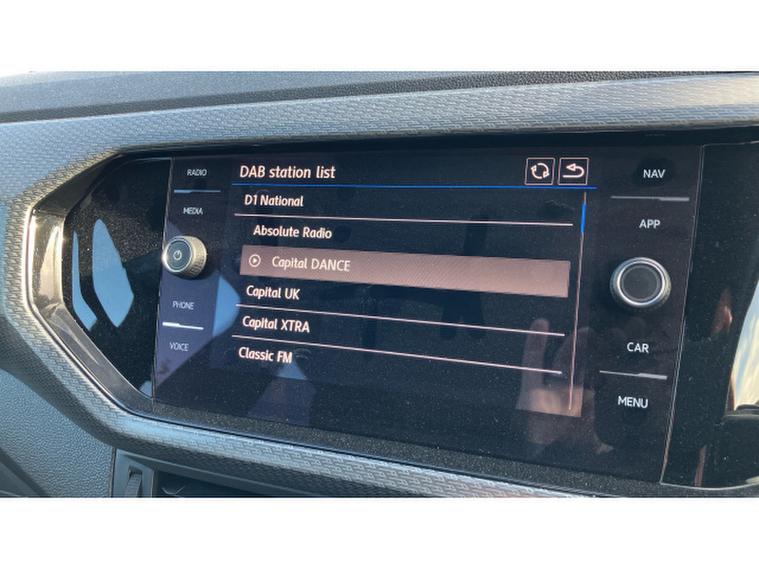 RADIO
MEDIA
PHONE
VOICE
DAB station list
D1 National
Absolute Radio
Capital DANCE
Capital UK
Capital XTRA
Classic FM
NAV
APP
CAR
MENU